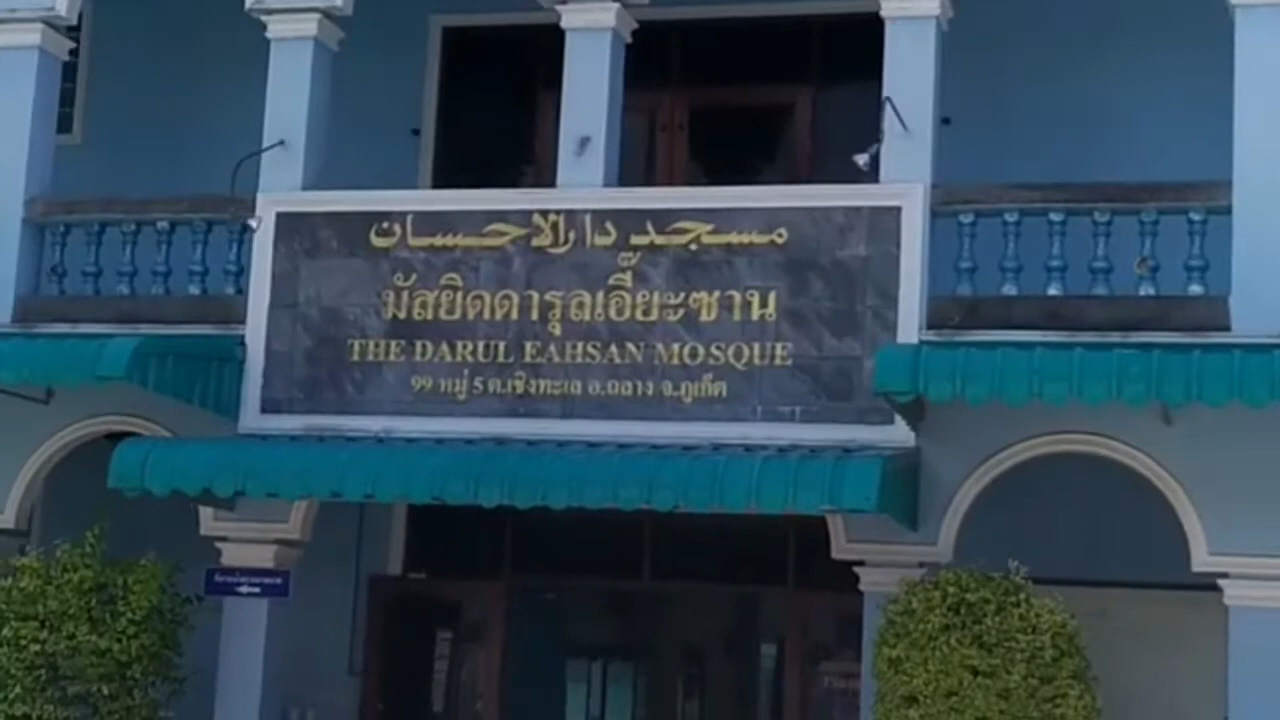 مسجد دارالاحسان
มัสยิดดารุลเอี๊ยะซาน
THE DARUL EAHSAN MOSQUE
99 หมู่ 5 ต.เชิงทะเล อ.ถลาง จ.ภูเก็ต